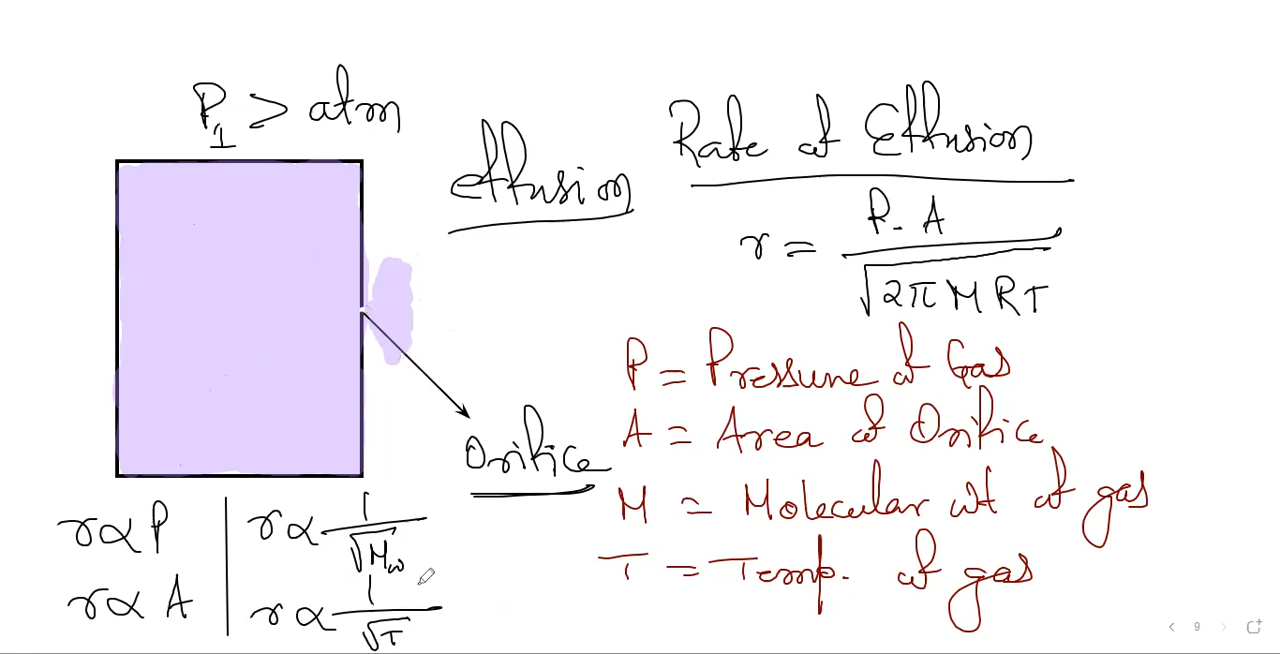 P₁ > atm
Effusion
Rate of Effusion
r = P. A / √2π M R T
P = Pressure of Gas
A = Area of Orifice
M = Molecular wt of gas
T = Temp. of gas
Orifice
r ∝ P
r ∝ A
r ∝ 1/√Mw
r ∝ 1/√T
9